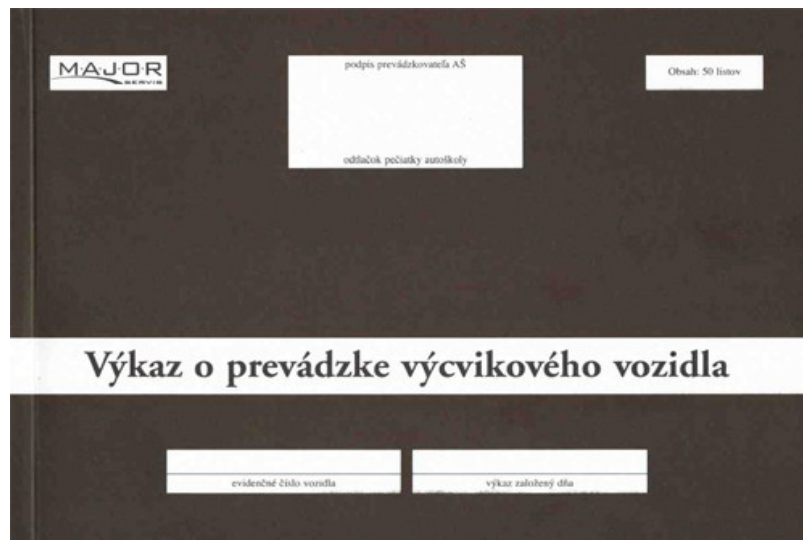 M·A·J·O·R
SERVIS
podpis prevádzkovateľa AŠ
odtlačok pečiatky autoškoly
Obsah: 50 listov
Výkaz o prevádzke výcvikového vozidla
evidenčné číslo vozidla
výkaz založený dňa